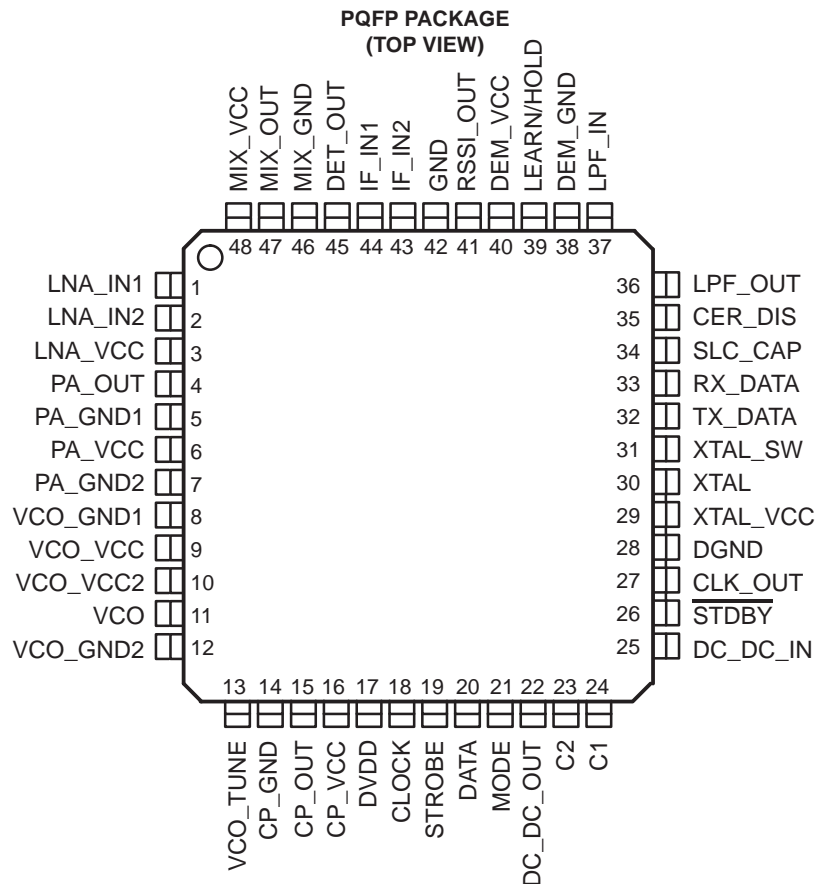 PQFP PACKAGE
(TOP VIEW)
MIX_VCC
MIX_OUT
MIX_GND
DET_OUT
IF_IN1
IF_IN2
GND
RSSI_OUT
DEM_VCC
LEARN/HOLD
DEM_GND
LPF_IN
48 47 46 45 44 43 42 41 40 39 38 37
LNA_IN1 1
LNA_IN2 2
LNA_VCC 3
PA_OUT 4
PA_GND1 5
PA_VCC 6
PA_GND2 7
VCO_GND1 8
VCO_VCC 9
VCO_VCC2 10
VCO 11
VCO_GND2 12
36 LPF_OUT
35 CER_DIS
34 SLC_CAP
33 RX_DATA
32 TX_DATA
31 XTAL_SW
30 XTAL
29 XTAL_VCC
28 DGND
27 CLK_OUT
26 STDBY
25 DC_DC_IN
13 14 15 16 17 18 19 20 21 22 23 24
VCO_TUNE
CP_GND
CP_OUT
CP_VCC
DVDD
CLOCK
STROBE
DATA
MODE
DC_DC_OUT
C2
C1